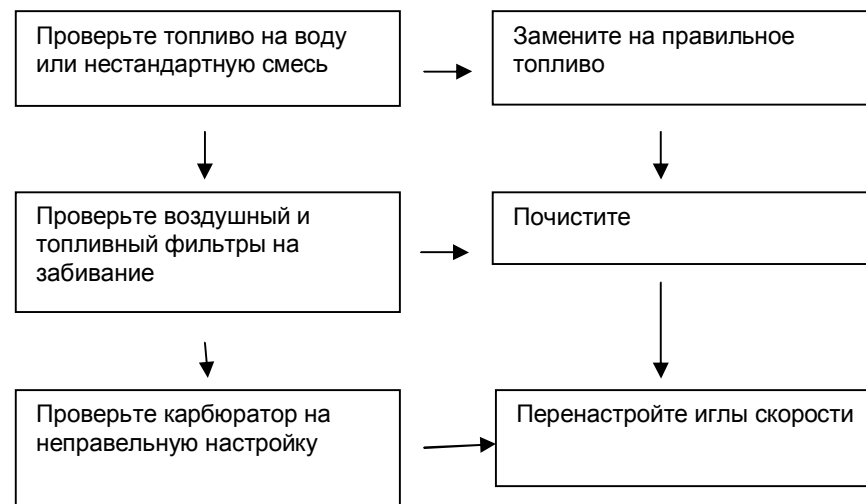 Проверьте топливо на воду
или нестандартную смесь
Замените на правильное
топливо
Проверьте воздушный и
топливный фильтры на
забивание
Почистите
Проверьте карбюратор на
неправельную настройку
Перенастройте иглы скорости